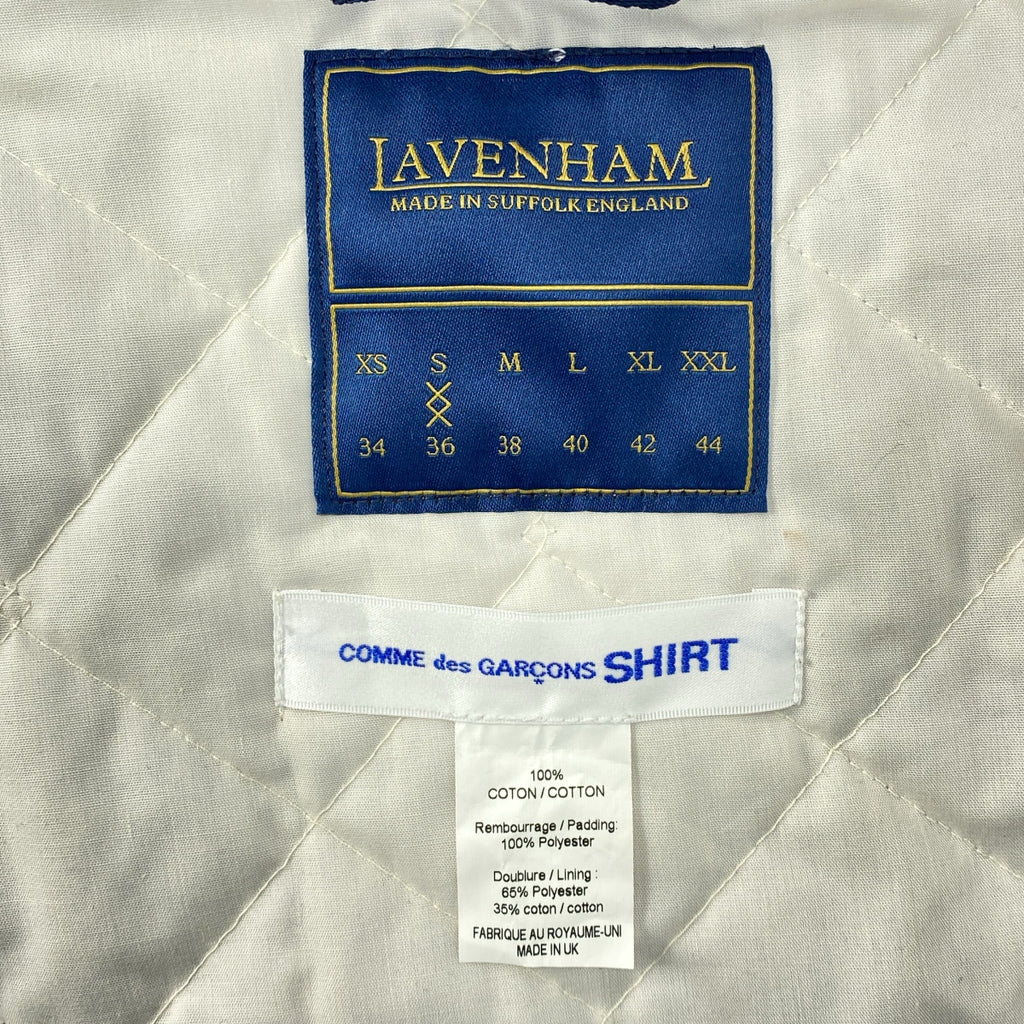 LAVENHAM
MADE IN SUFFOLK ENGLAND
XS S M L XL XXL
34 36 38 40 42 44
COMME des GARÇONS SHIRT
100%
COTON / COTTON
Rembourrage / Padding:
100% Polyester
Doublure / Lining :
65% Polyester
35% coton / cotton
FABRIQUE AU ROYAUME-UNI
MADE IN UK